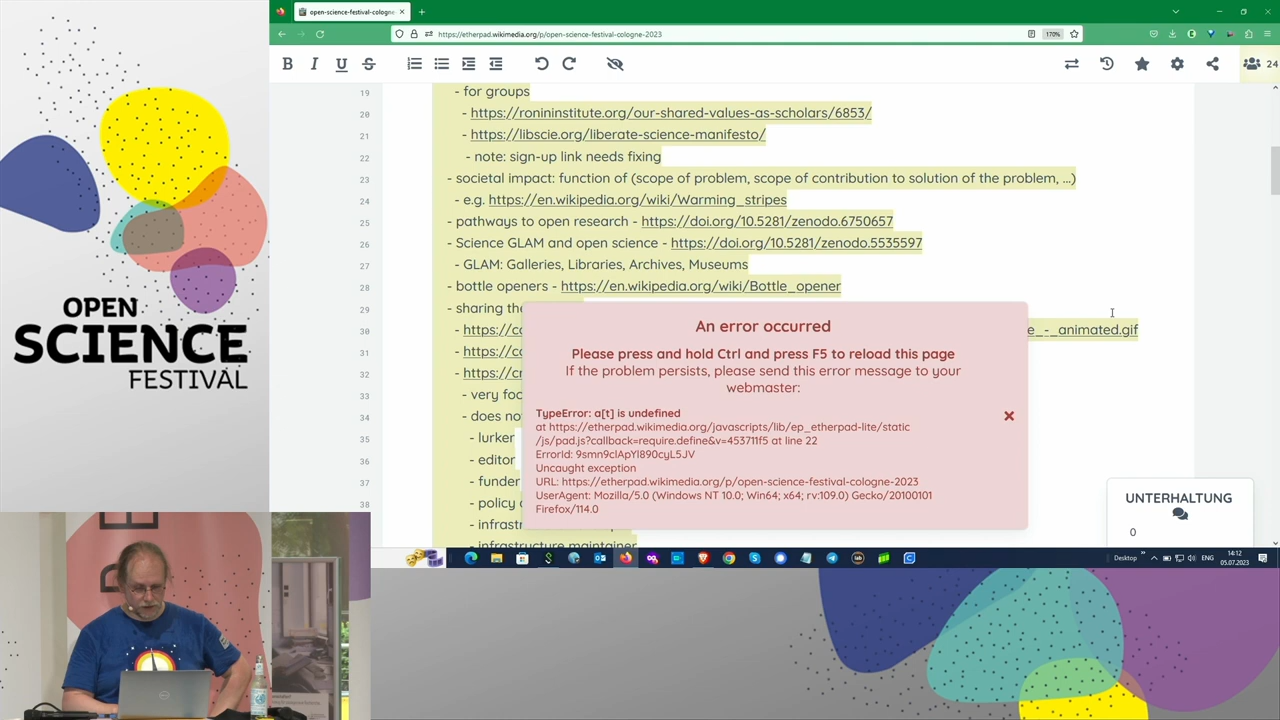 OPEN
SCIENCE
FESTIVAL
open-science-festival-cologne
https://etherpad.wikimedia.org/p/open-science-festival-cologne-2023
170%
B I U S
24
19 - for groups
20 - https://ronininstitute.org/our-shared-values-as-scholars/6853/
21 - https://libscie.org/liberate-science-manifesto/
22 - note: sign-up link needs fixing
23 - societal impact: function of (scope of problem, scope of contribution to solution of the problem, ...)
24 - e.g. https://en.wikipedia.org/wiki/Warming_stripes
25 - pathways to open research - https://doi.org/10.5281/zenodo.6750657
26 - Science GLAM and open science - https://doi.org/10.5281/zenodo.5535597
27 - GLAM: Galleries, Libraries, Archives, Museums
28 - bottle openers - https://en.wikipedia.org/wiki/Bottle_opener
29 - sharing the
30 - https://co e_-_animated.gif
31 - https://co
32 - https://cr
33 - very foc
34 - does no
35 - lurker
36 - editor
37 - funder
38 - policy
- infrastr
- infrastructure maintainer
An error occurred
Please press and hold Ctrl and press F5 to reload this page
If the problem persists, please send this error message to your
webmaster:
TypeError: a[t] is undefined
at https://etherpad.wikimedia.org/javascripts/lib/ep_etherpad-lite/static
/js/pad.js?callback=require.define&v=453711f5 at line 22
ErrorId: 9smn9clApYl890cyL5JV
Uncaught exception
URL: https://etherpad.wikimedia.org/p/open-science-festival-cologne-2023
UserAgent: Mozilla/5.0 (Windows NT 10.0; Win64; x64; rv:109.0) Gecko/20100101
Firefox/114.0
UNTERHALTUNG
0
lab
Desktop
ENG
14:12
05.07.2023
DELL